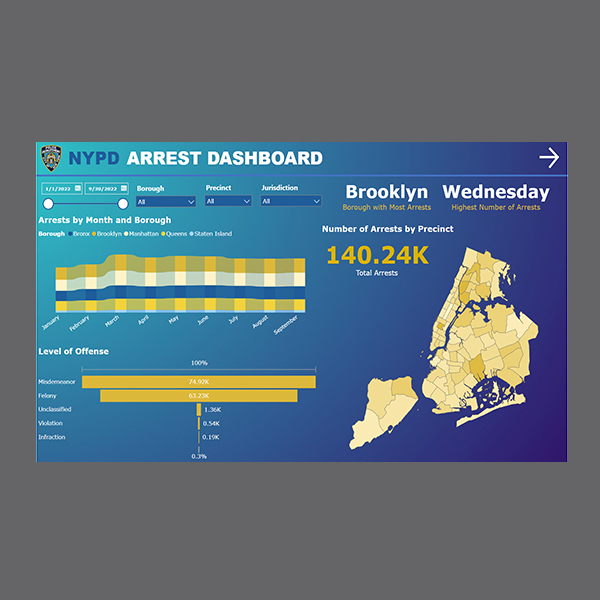 NYPD ARREST DASHBOARD
1/1/2022 9/30/2022
Borough Precinct Jurisdiction
All All All
Brooklyn Wednesday
Borough with Most Arrests Highest Number of Arrests
Arrests by Month and Borough
Borough Bronx Brooklyn Manhattan Queens Staten Island
January February March April May June July August September
Number of Arrests by Precinct
140.24K
Total Arrests
Level of Offense
100%
Misdemeanor 74.92K
Felony 63.23K
Unclassified 1.36K
Violation 0.54K
Infraction 0.19K
0.3%